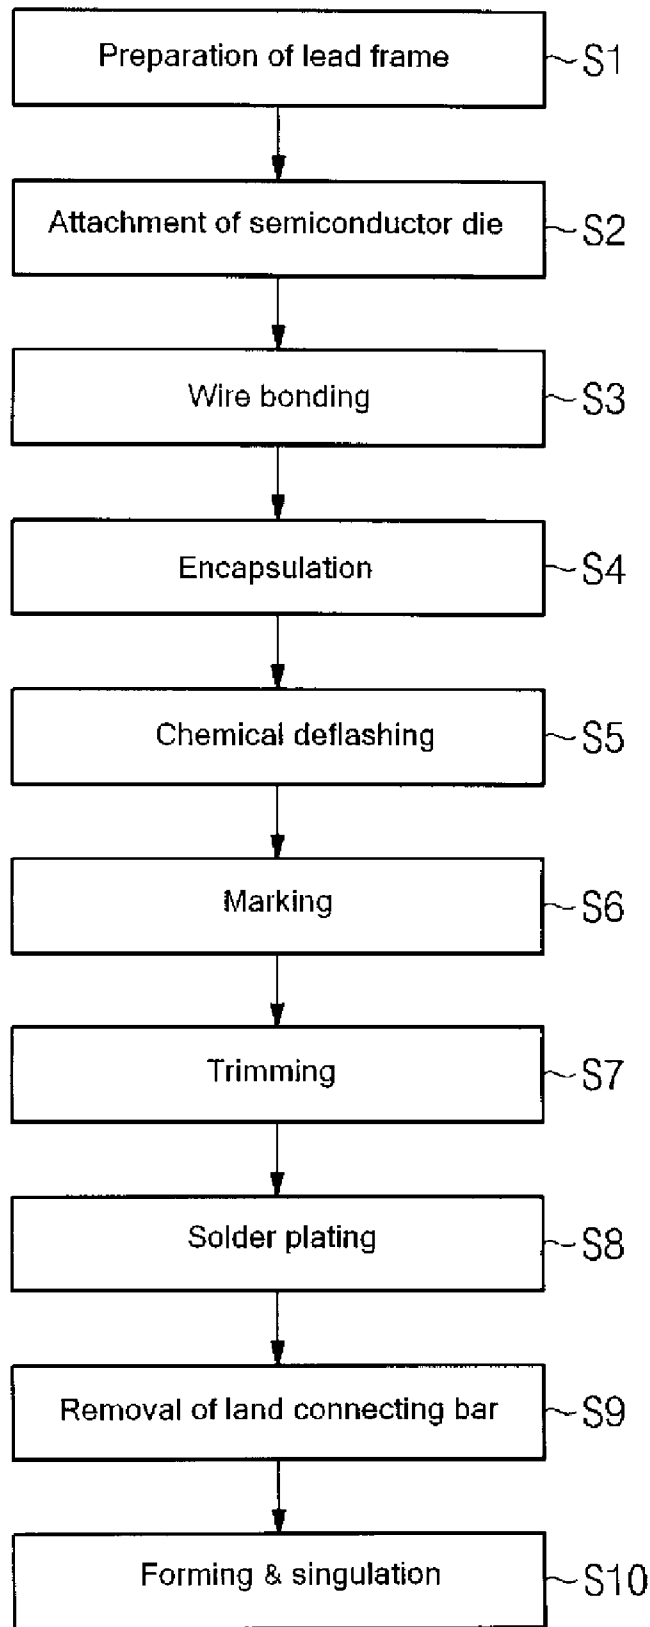 Preparation of lead frame ~S1
Attachment of semiconductor die ~S2
Wire bonding ~S3
Encapsulation ~S4
Chemical deflashing ~S5
Marking ~S6
Trimming ~S7
Solder plating ~S8
Removal of land connecting bar ~S9
Forming & singulation ~S10